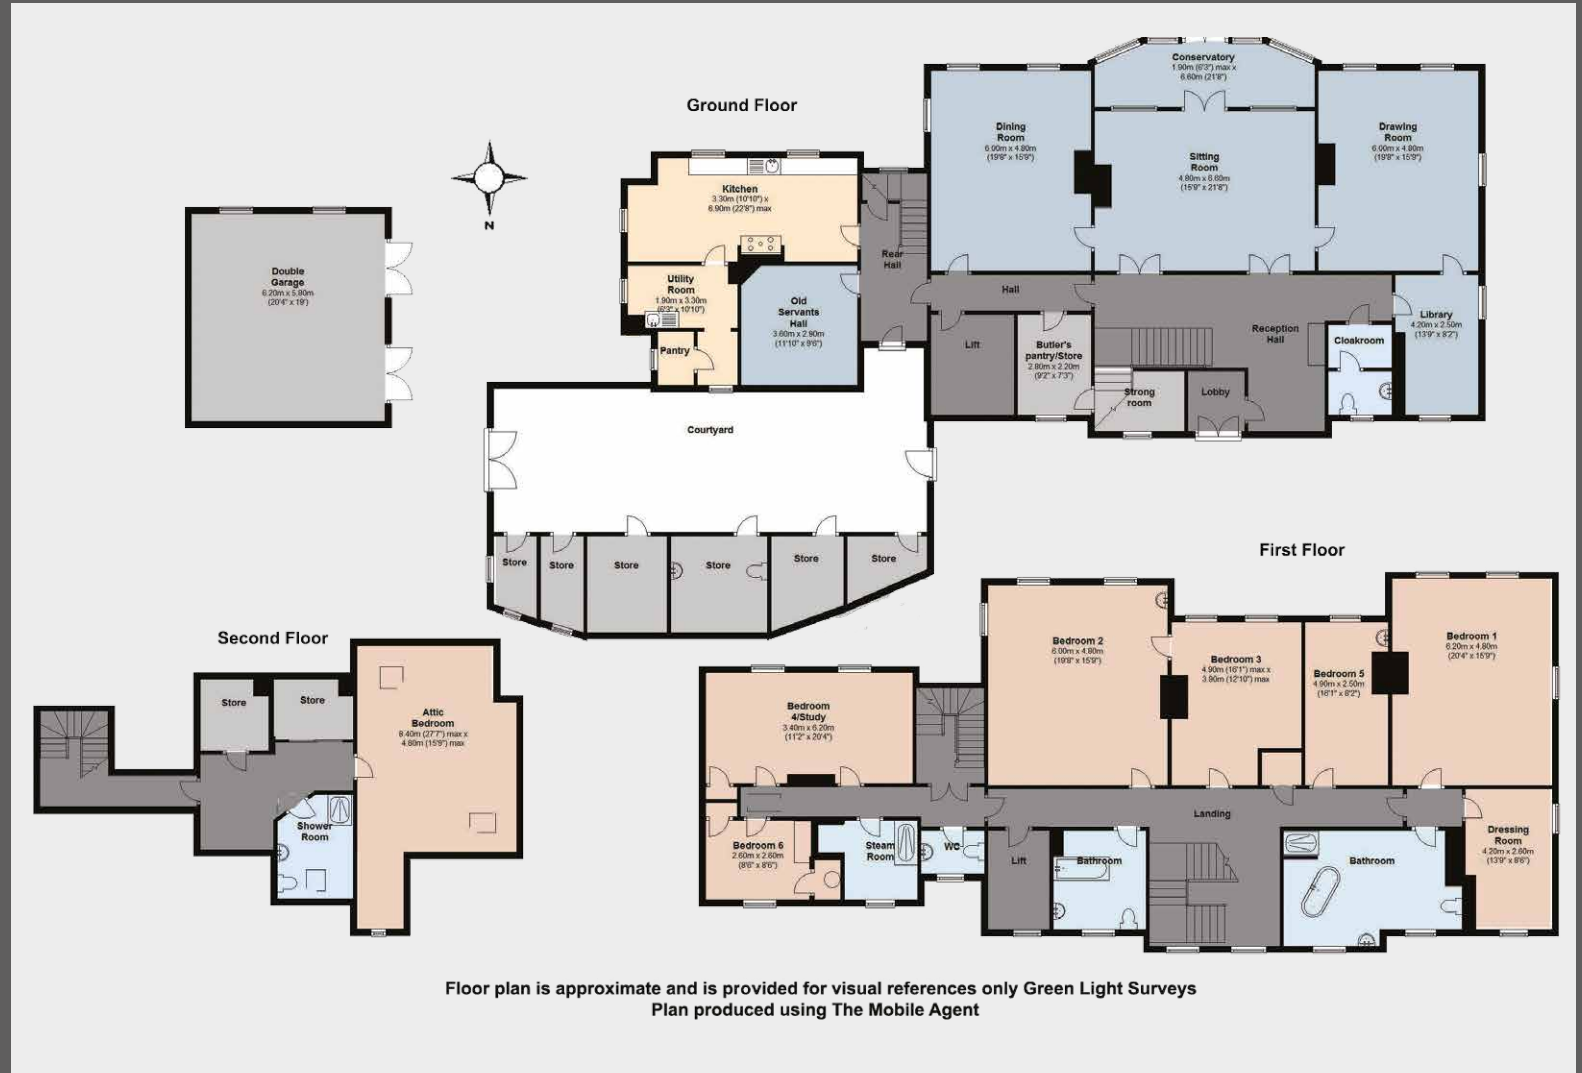 Ground Floor
Conservatory
1.90m (6'3") max x
6.60m (21'8")
Dining
Room
6.00m x 4.80m
(19'8" x 15'9")
Sitting
Room
4.80m x 6.60m
(15'9" x 21'8")
Drawing
Room
6.00m x 4.80m
(19'8" x 15'9")
Kitchen
3.30m (10'10") x
6.90m (22'8") max
N
Double
Garage
6.20m x 5.80m
(20'4" x 19')
Rear
Hall
Utility
Room
1.90m x 3.30m
(6'3" x 10'10")
Old
Servants
Hall
3.60m x 2.90m
(11'10" x 9'6")
Pantry
Hall
Lift
Butler's
pantry/Store
2.80m x 2.20m
(9'2" x 7'3")
Reception
Hall
Library
4.20m x 2.50m
(13'9" x 8'2")
Cloakroom
Strong
room
Lobby
Courtyard
Store
Store
Store
Store
Store
Store
First Floor
Bedroom 2
6.00m x 4.80m
(19'8" x 15'9")
Bedroom 3
4.90m (16'1") max x
3.90m (12'10") max
Bedroom 5
4.90m x 2.50m
(16'1" x 8'2")
Bedroom 1
6.20m x 4.80m
(20'4" x 15'9")
Bedroom
4/Study
3.40m x 6.20m
(11'2" x 20'4")
Landing
Dressing
Room
4.20m x 2.60m
(13'9" x 8'6")
Bedroom 6
2.60m x 2.60m
(8'6" x 8'6")
Steam
Room
WC
Lift
Bathroom
Bathroom
Second Floor
Store
Store
Attic
Bedroom
8.40m (27'7") max x
4.80m (15'9") max
Shower
Room
Floor plan is approximate and is provided for visual references only Green Light Surveys
Plan produced using The Mobile Agent